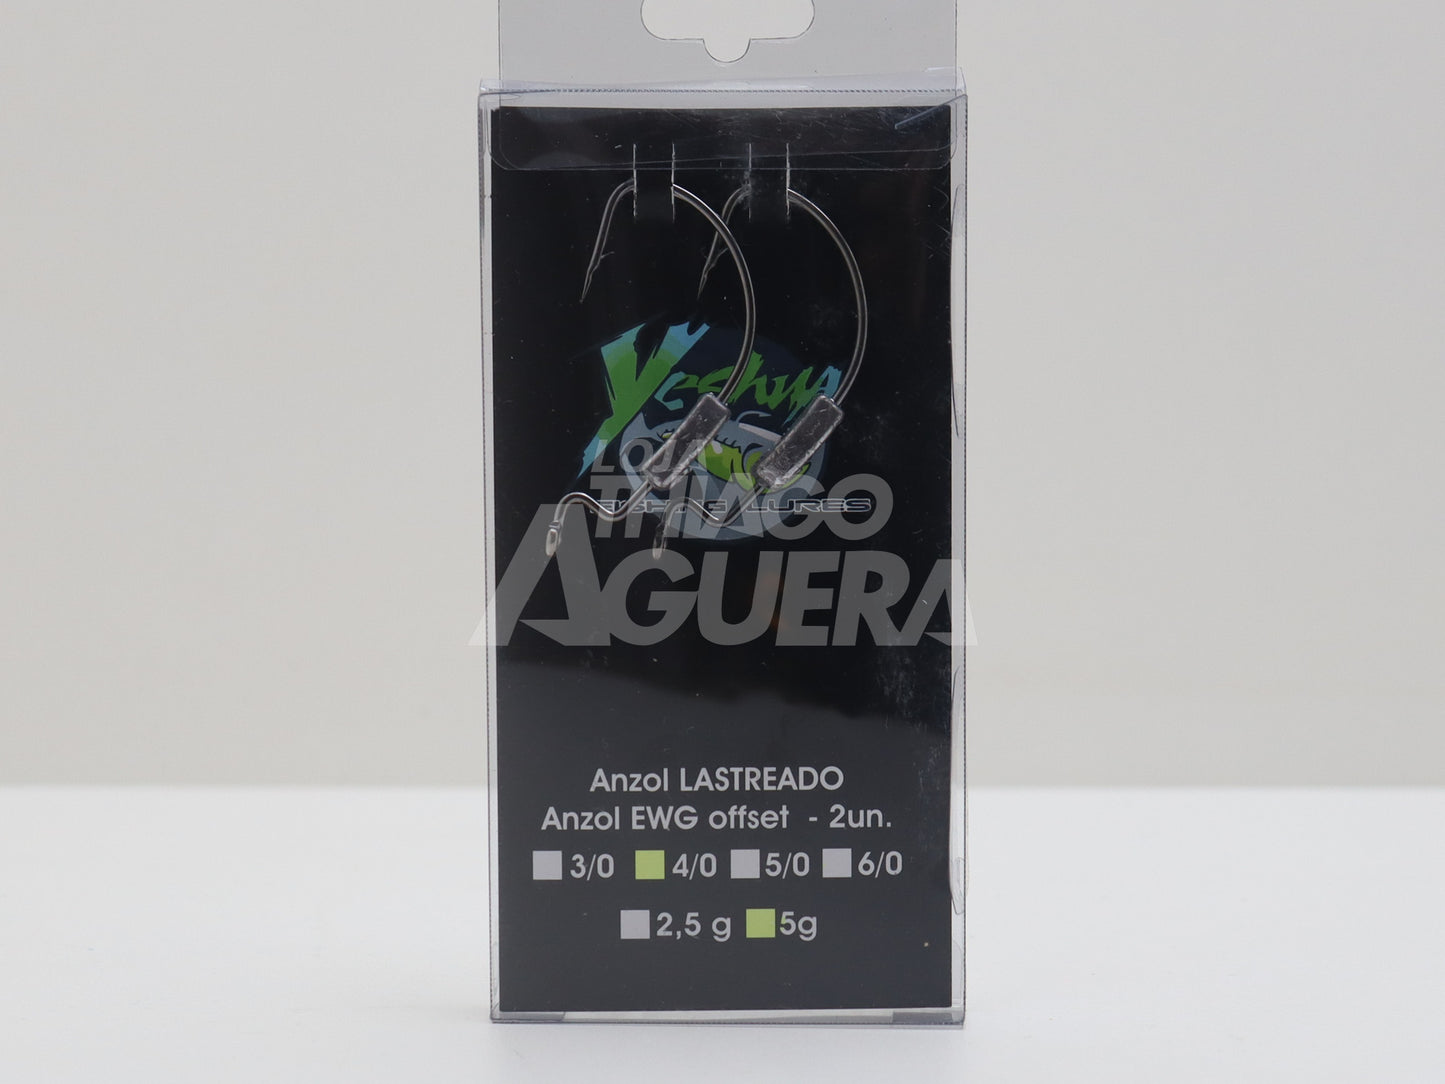 Yeshua
LOJA
THIAGO
FISHING LURES
AGUERA
Anzol LASTREADO
Anzol EWG offset - 2un.
3/0 4/0 5/0 6/0
2,5 g 5g